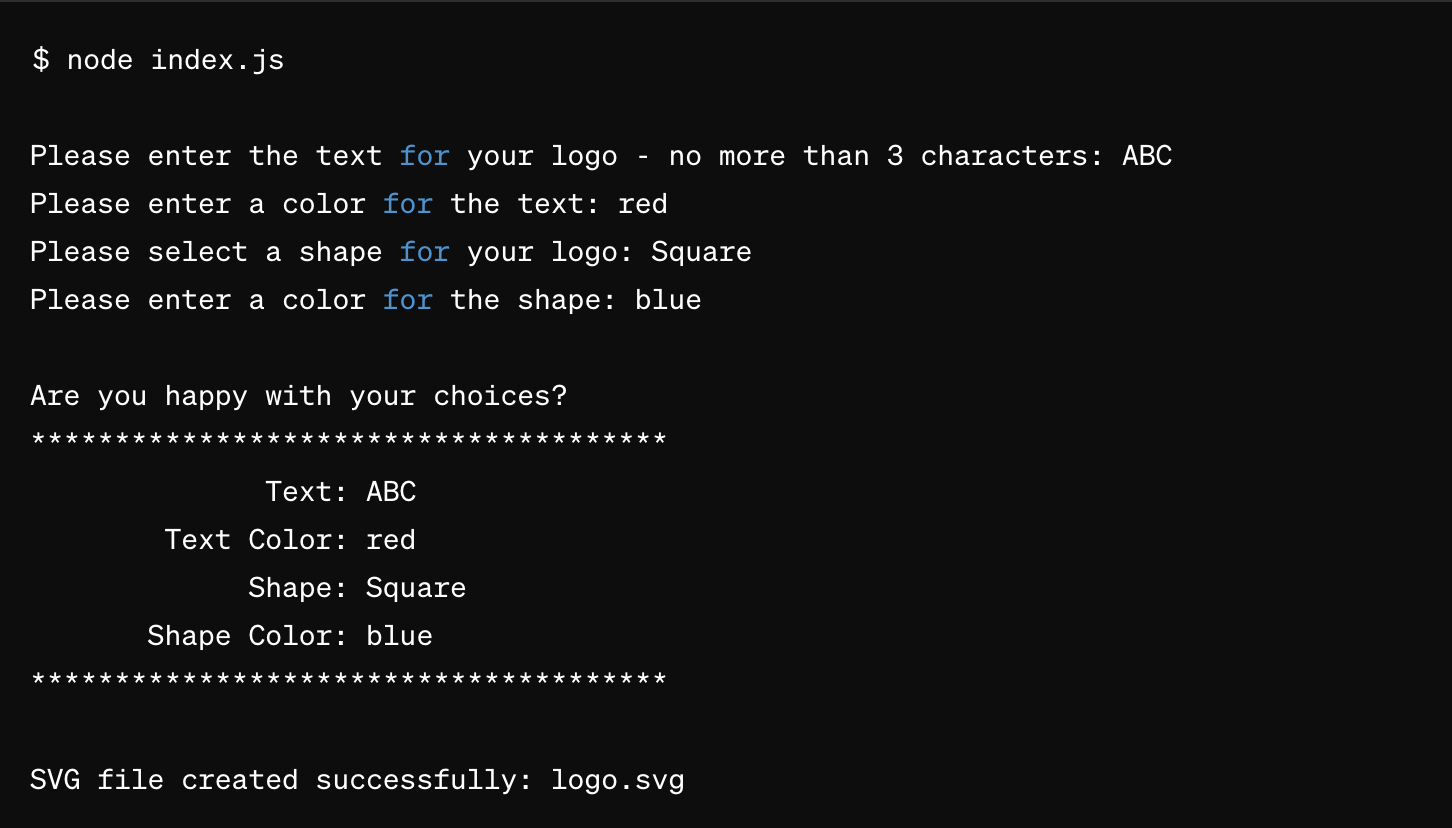 $ node index.js
Please enter the text for your logo - no more than 3 characters: ABC
Please enter a color for the text: red
Please select a shape for your logo: Square
Please enter a color for the shape: blue
Are you happy with your choices?
**************************************
Text: ABC
Text Color: red
Shape: Square
Shape Color: blue
**************************************
SVG file created successfully: logo.svg